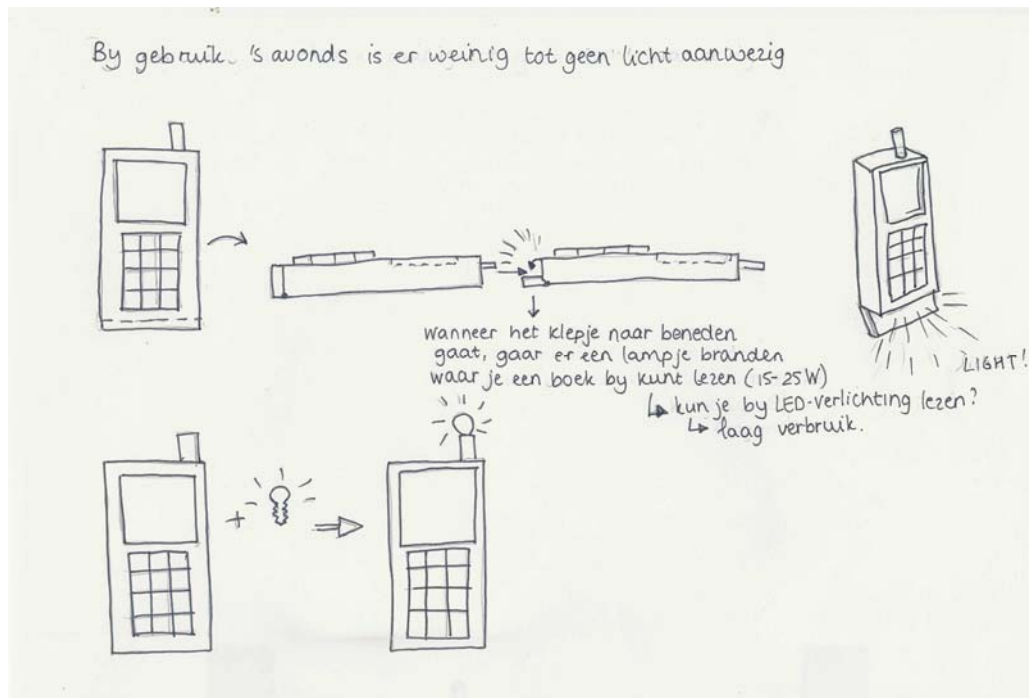 By gebruik 's avonds is er weinig tot geen licht aanwezig
wanneer het klepje naar beneden
gaat, gaar er een lampje branden
waar je een boek by kunt lezen (15-25W)
↳ kun je by LED-verlichting lezen?
↳ laag verbruik.
LIGHT!